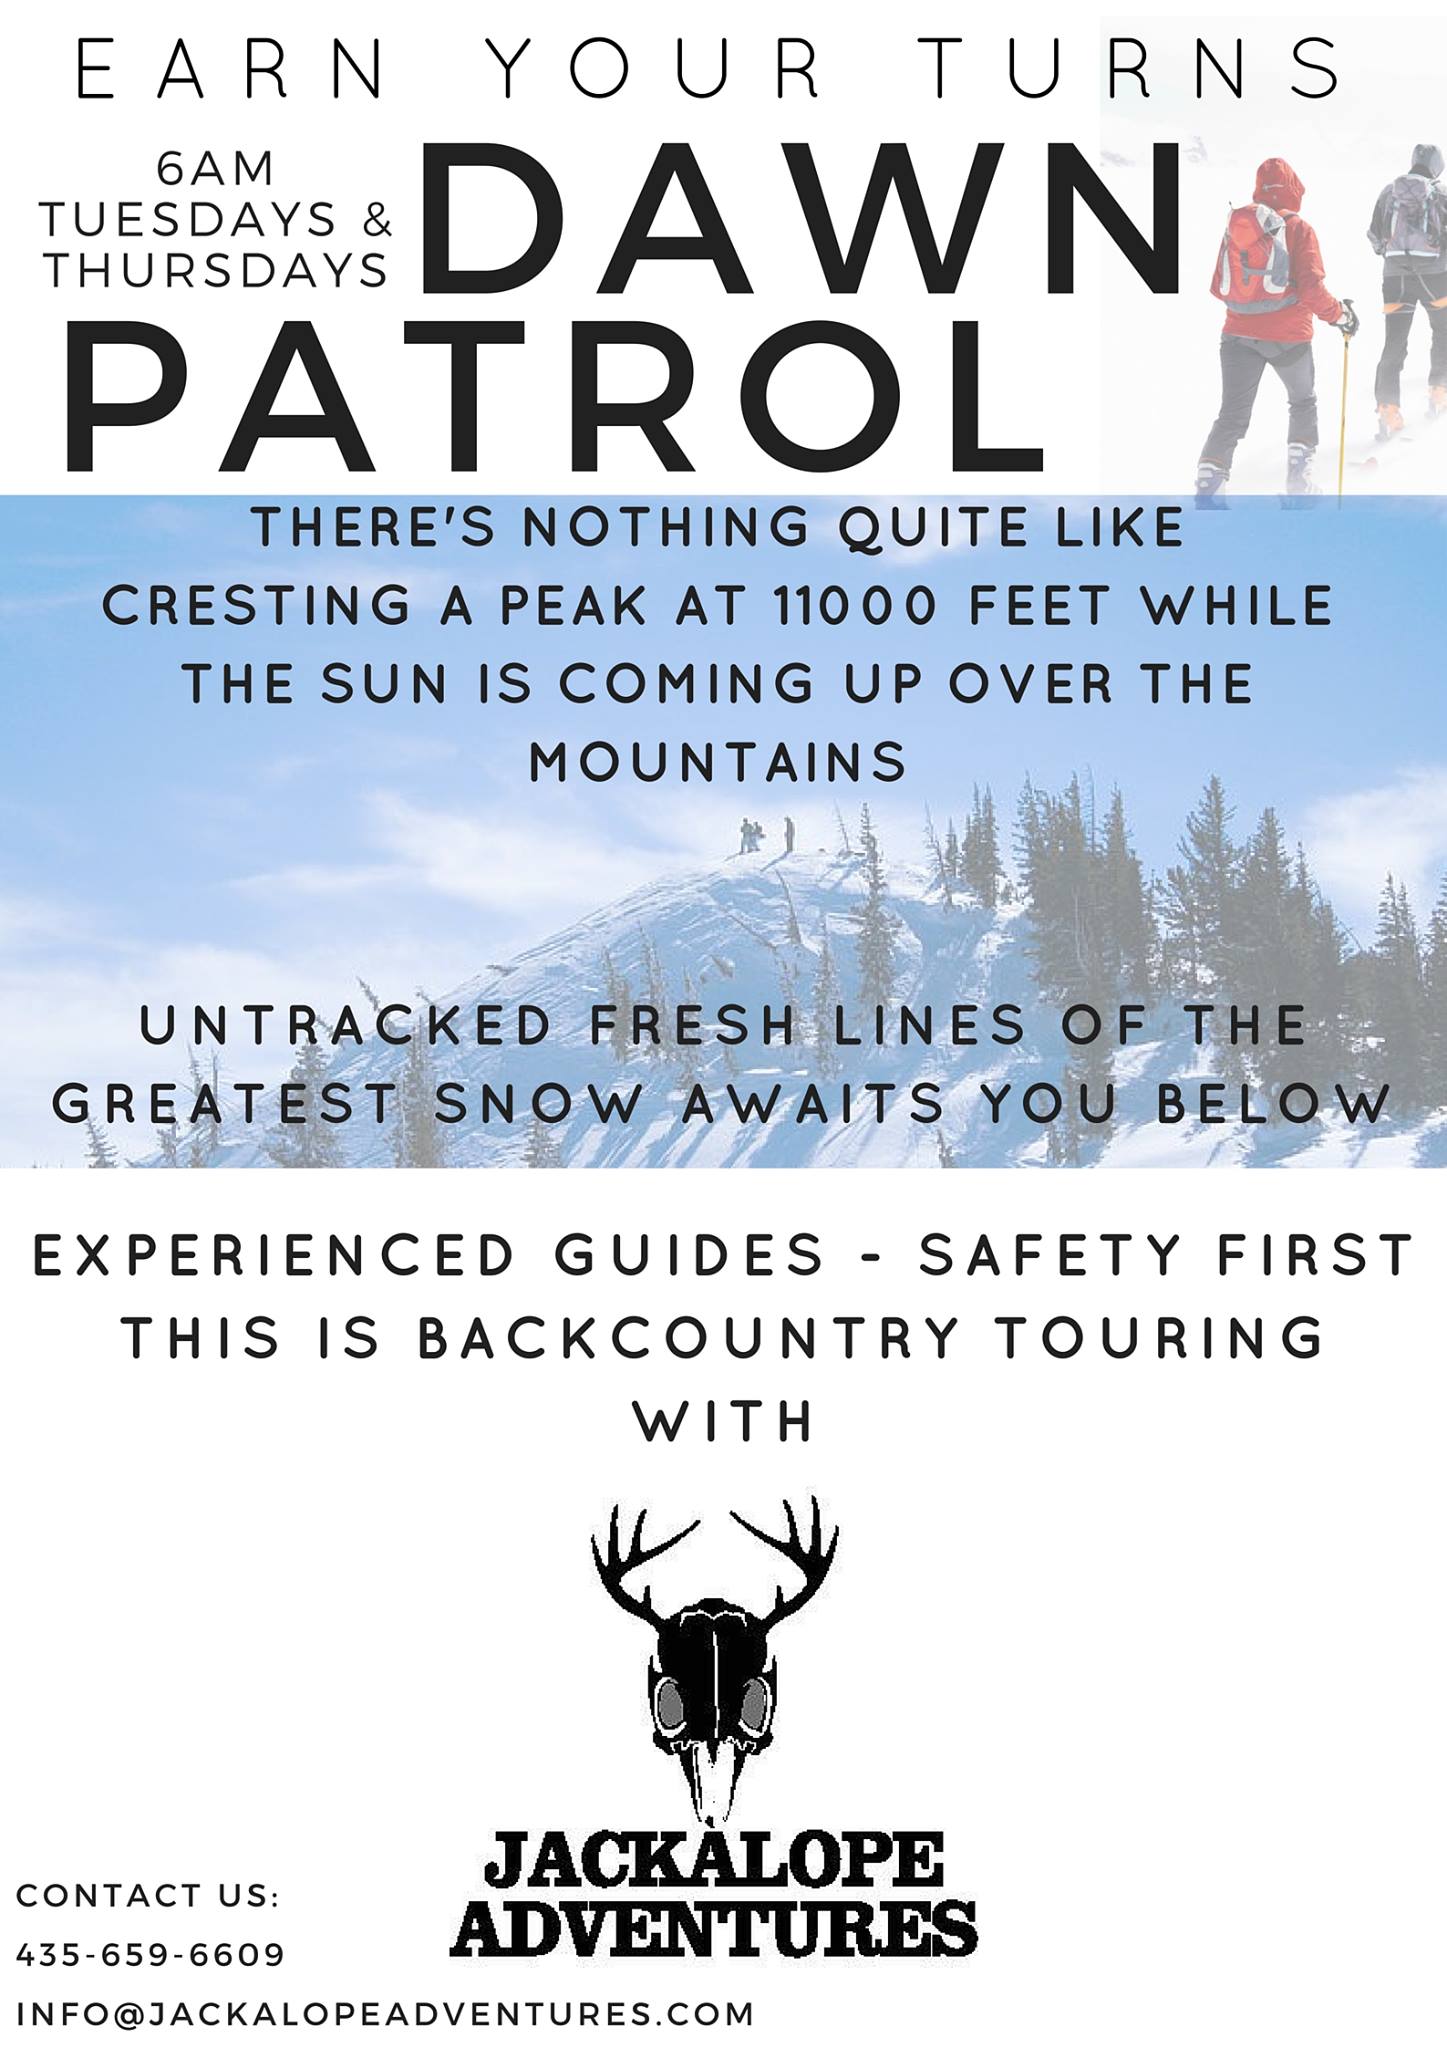 EARN YOUR TURNS
6AM
TUESDAYS &
THURSDAYS
DAWN
PATROL
THERE'S NOTHING QUITE LIKE
CRESTING A PEAK AT 11000 FEET WHILE
THE SUN IS COMING UP OVER THE
MOUNTAINS
UNTRACKED FRESH LINES OF THE
GREATEST SNOW AWAITS YOU BELOW
EXPERIENCED GUIDES - SAFETY FIRST
THIS IS BACKCOUNTRY TOURING
WITH
JACKALOPE
ADVENTURES
CONTACT US:
435-659-6609
INFO@JACKALOPEADVENTURES.COM